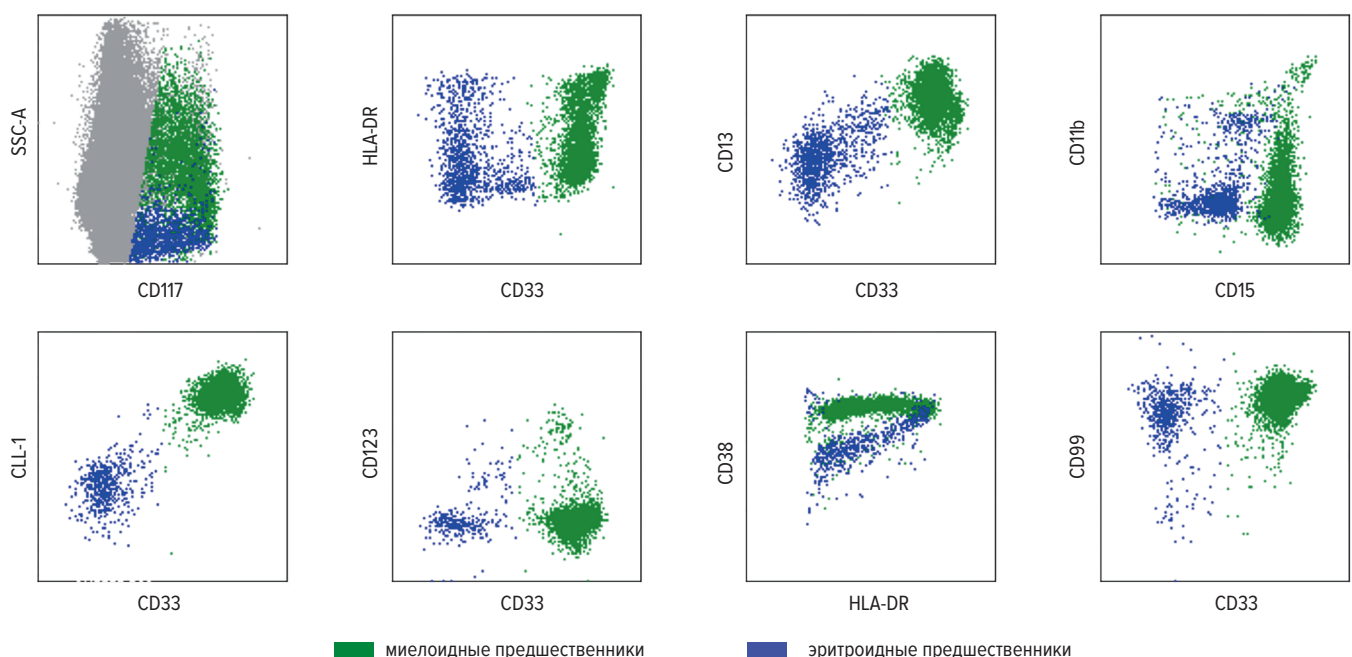 SSC-A
CD117
HLA-DR
CD33
CD13
CD33
CD11b
CD15
CLL-1
CD33
CD123
CD33
CD38
HLA-DR
CD99
CD33
миелоидные предшественники
эритроидные предшественники